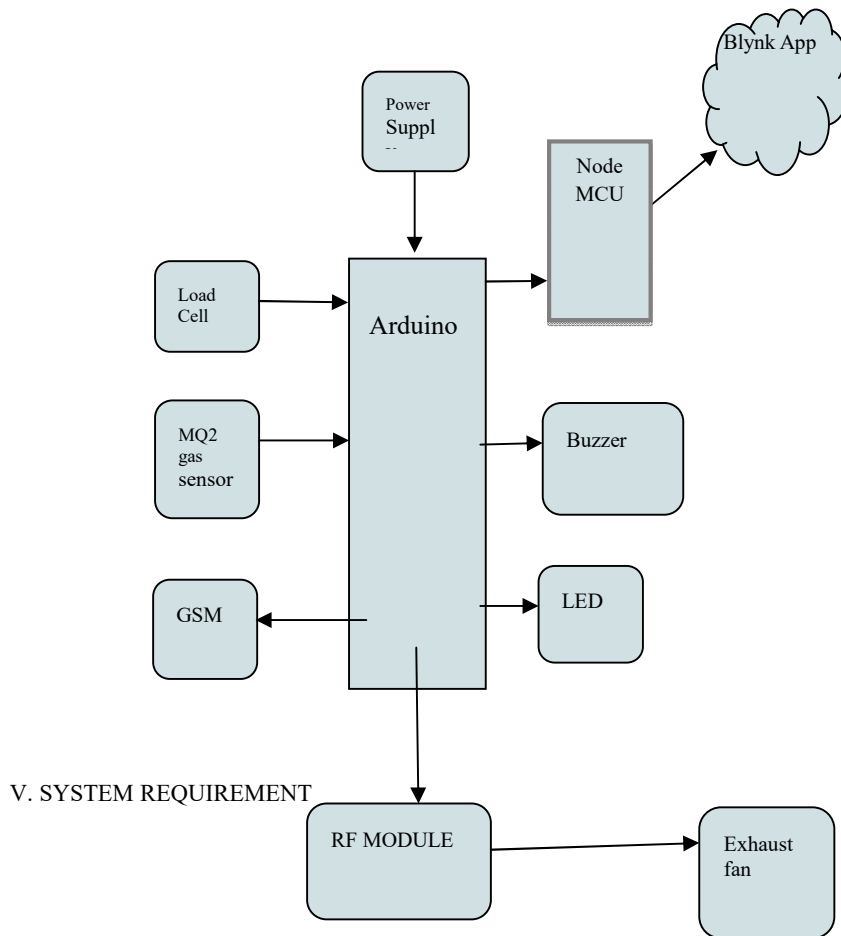 Blynk App
Power
Suppl
Node
MCU
Load
Cell
Arduino
MQ2
gas
sensor
Buzzer
GSM
LED
V. SYSTEM REQUIREMENT
RF MODULE
Exhaust
fan